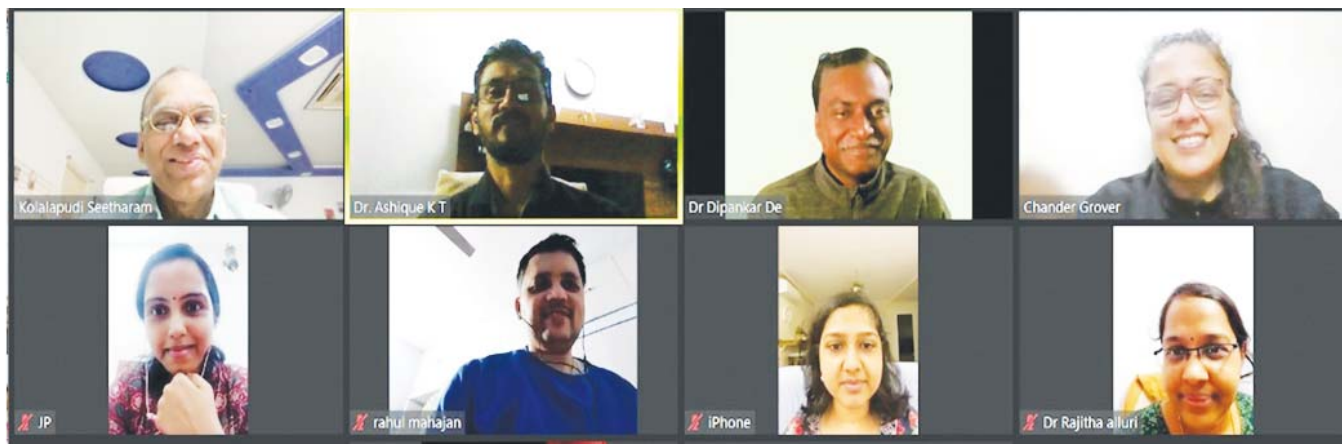 Kolalapudi Seetharam
Dr. Ashique K T
Dr Dipankar De
Chander Grover
JP
rahul mahajan
iPhone
Dr Rajitha alluri